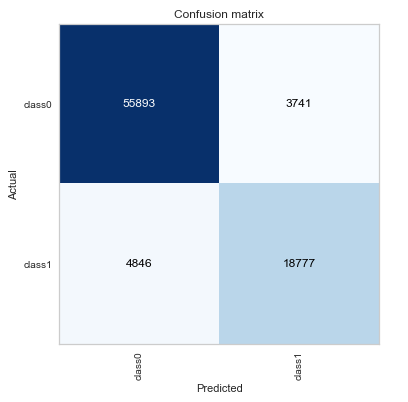 Confusion matrix
Actual
class0
55893
3741
class1
4846
18777
class0
class1
Predicted